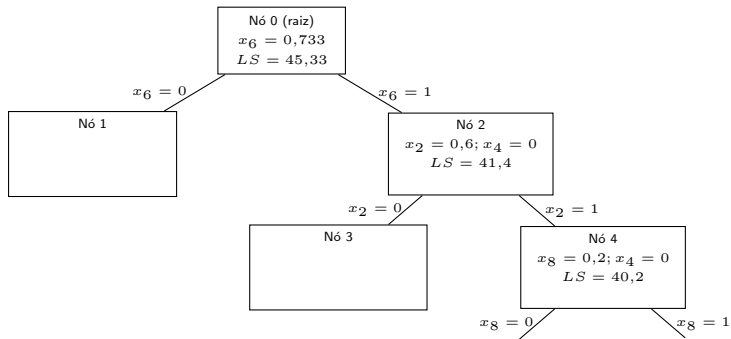 Nó 0 (raiz)
x6 = 0,733
LS = 45,33
x6 = 0
x6 = 1
Nó 1
Nó 2
x2 = 0,6; x4 = 0
LS = 41,4
x2 = 0
x2 = 1
Nó 3
Nó 4
x8 = 0,2; x4 = 0
LS = 40,2
x8 = 0
x8 = 1